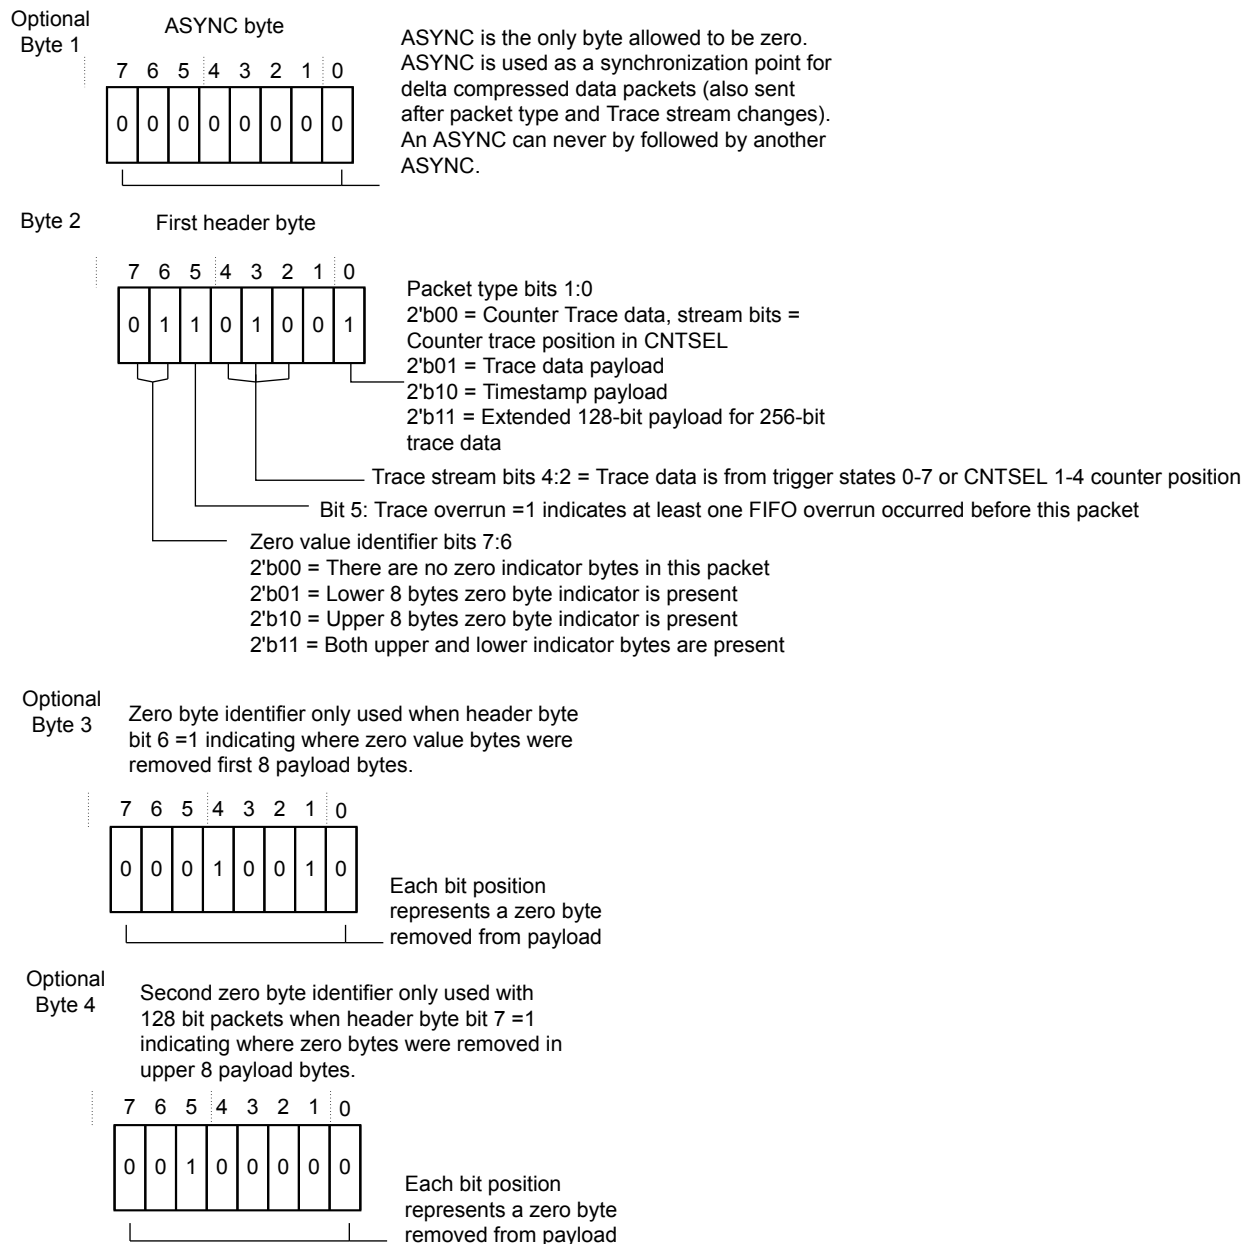 Optional
Byte 1
ASYNC byte
7 6 5 4 3 2 1 0
0 0 0 0 0 0 0 0
ASYNC is the only byte allowed to be zero.
ASYNC is used as a synchronization point for
delta compressed data packets (also sent
after packet type and Trace stream changes).
An ASYNC can never by followed by another
ASYNC.
Byte 2
First header byte
7 6 5 4 3 2 1 0
0 1 1 0 1 0 0 1
Packet type bits 1:0
2'b00 = Counter Trace data, stream bits =
Counter trace position in CNTSEL
2'b01 = Trace data payload
2'b10 = Timestamp payload
2'b11 = Extended 128-bit payload for 256-bit
trace data
Trace stream bits 4:2 = Trace data is from trigger states 0-7 or CNTSEL 1-4 counter position
Bit 5: Trace overrun =1 indicates at least one FIFO overrun occurred before this packet
Zero value identifier bits 7:6
2'b00 = There are no zero indicator bytes in this packet
2'b01 = Lower 8 bytes zero byte indicator is present
2'b10 = Upper 8 bytes zero byte indicator is present
2'b11 = Both upper and lower indicator bytes are present
Optional
Byte 3
Zero byte identifier only used when header byte
bit 6 =1 indicating where zero value bytes were
removed first 8 payload bytes.
7 6 5 4 3 2 1 0
0 0 0 1 0 0 1 0
Each bit position
represents a zero byte
removed from payload
Optional
Byte 4
Second zero byte identifier only used with
128 bit packets when header byte bit 7 =1
indicating where zero bytes were removed in
upper 8 payload bytes.
7 6 5 4 3 2 1 0
0 0 1 0 0 0 0 0
Each bit position
represents a zero byte
removed from payload